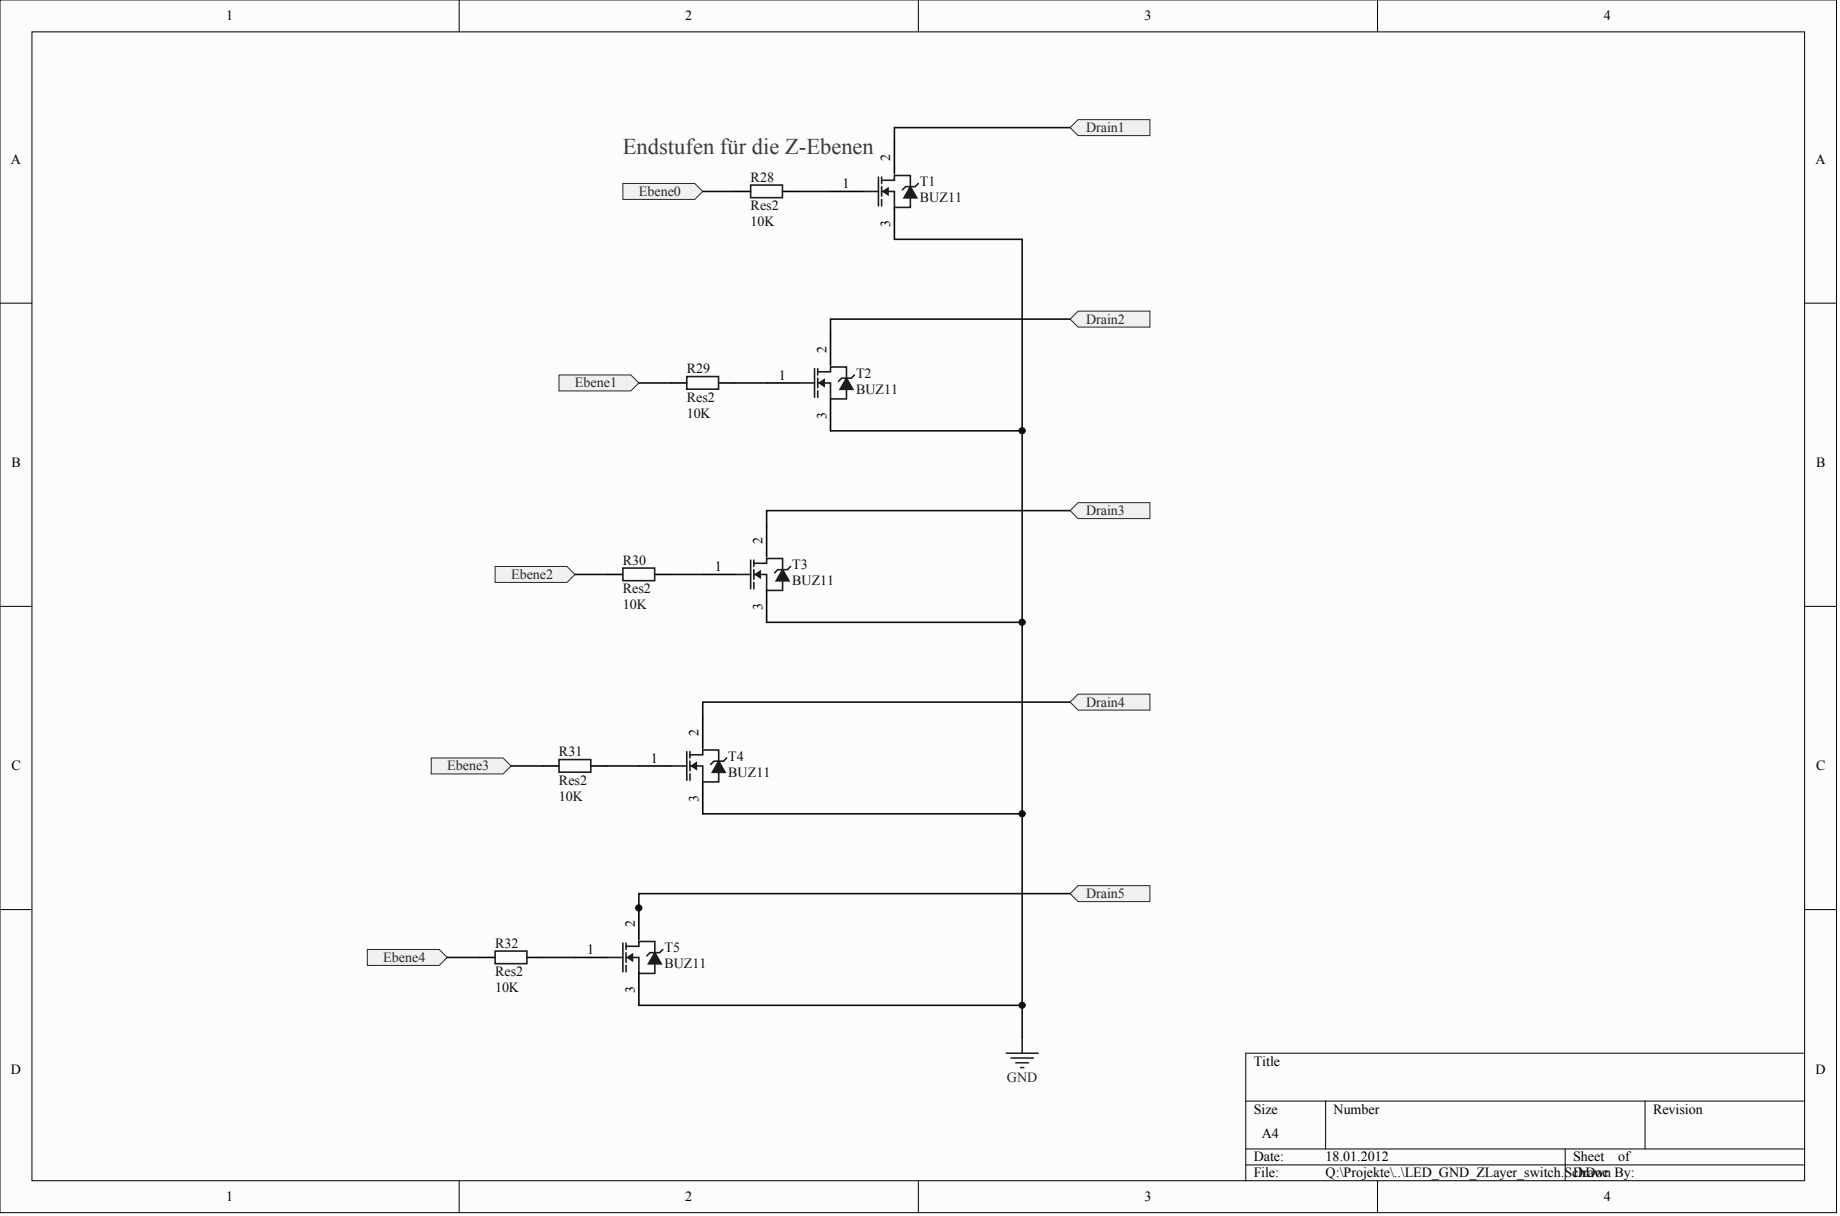 1 2 3 4
A A
Endstufen für die Z-Ebenen
Drain1
2
Ebene0 R28 1 T1
Res2 BUZ11
10K
3
Drain2
2
Ebene1 R29 1 T2
Res2 BUZ11
10K
3
B B
Drain3
2
Ebene2 R30 1 T3
Res2 BUZ11
10K
3
Drain4
2
Ebene3 R31 1 T4
Res2 BUZ11
10K
3
C C
Drain5
2
Ebene4 R32 1 T5
Res2 BUZ11
10K
3
GND
D D
Title
Size Number Revision
A4
Date: 18.01.2012 Sheet of
File: Q:\Projekte\..\LED_GND_ZLayer_switch.SchDoc Drawn By:
1 2 3 4